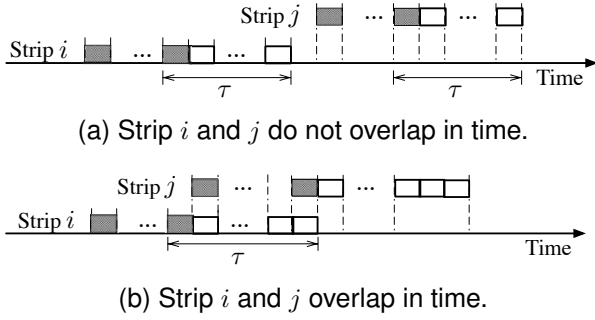 Strip j ... ...
Strip i ... ...
τ τ Time
(a) Strip i and j do not overlap in time.
Strip j ... ...
Strip i ... ...
τ Time
(b) Strip i and j overlap in time.